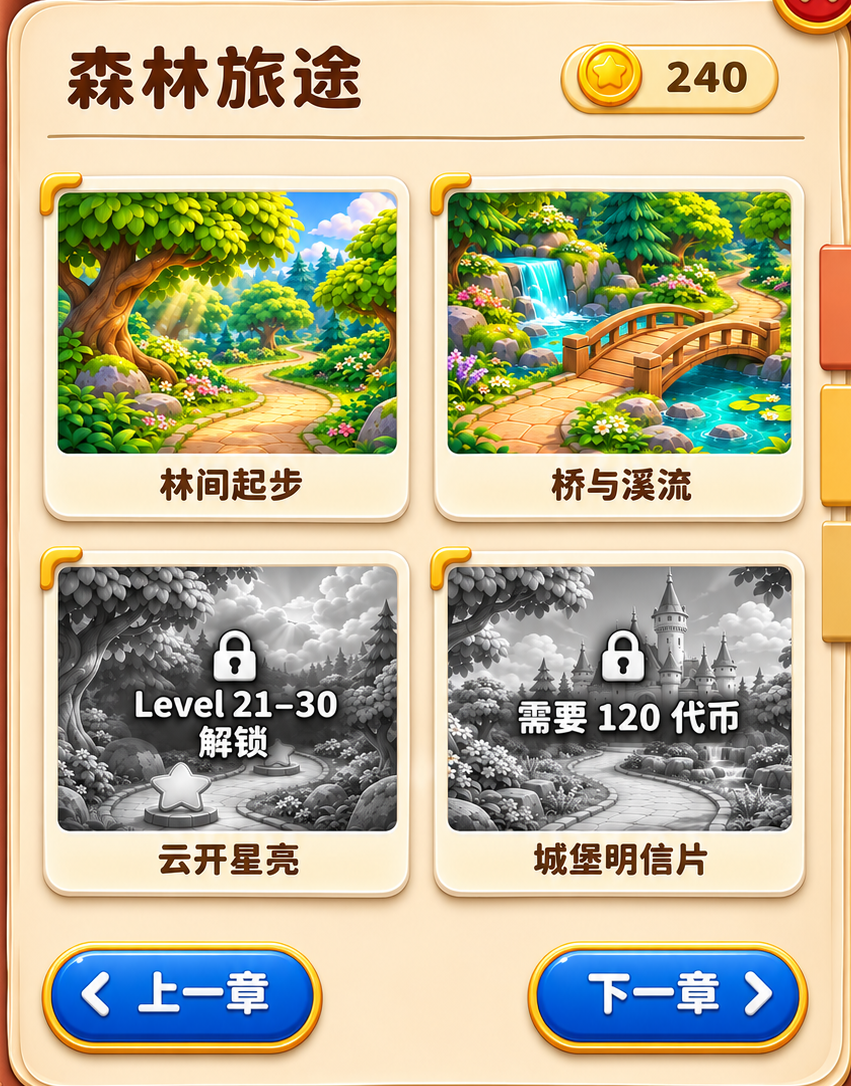 森林旅途
240
林间起步
桥与溪流
Level 21–30
解锁
需要 120 代币
云开星亮
城堡明信片
上一章
下一章